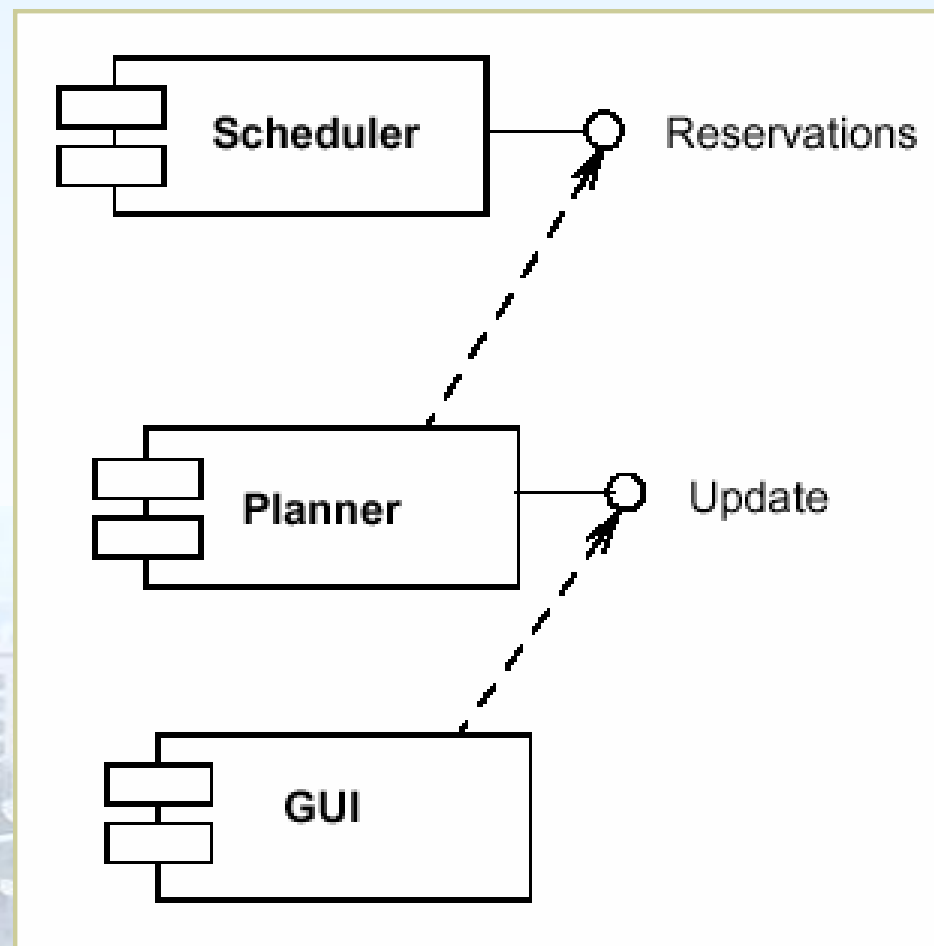 Scheduler
Reservations
Planner
Update
GUI